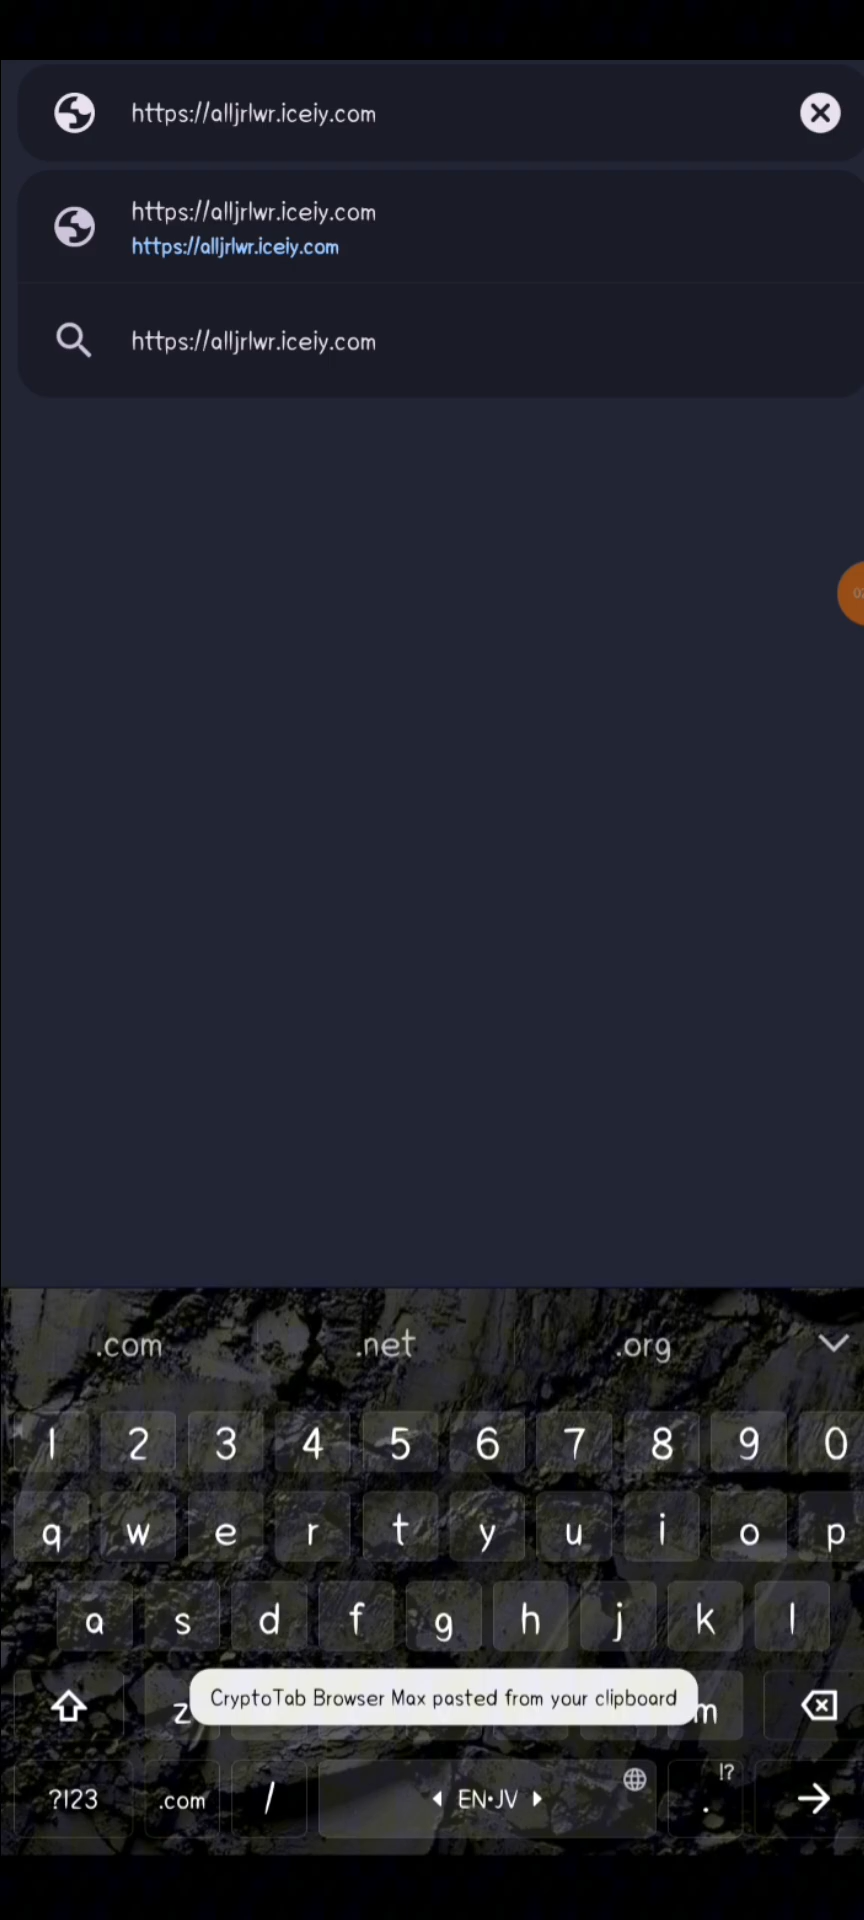 https://alljrlwr.iceiy.com
https://alljrlwr.iceiy.com
https://alljrlwr.iceiy.com
https://alljrlwr.iceiy.com
.com .net .org
1 2 3 4 5 6 7 8 9 0
q w e r t y u i o p
a s d f g h j k l
z CryptoTab Browser Max pasted from your clipboard m
?123 .com / EN•JV . !?